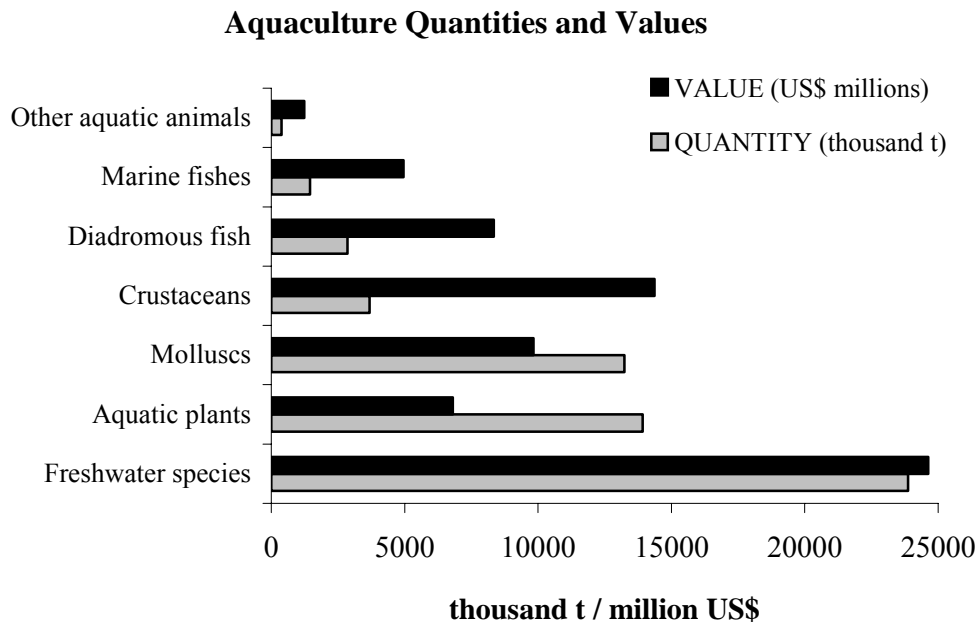 Aquaculture Quantities and Values
VALUE (US$ millions)
QUANTITY (thousand t)
Other aquatic animals
Marine fishes
Diadromous fish
Crustaceans
Molluscs
Aquatic plants
Freshwater species
0 5000 10000 15000 20000 25000
thousand t / million US$